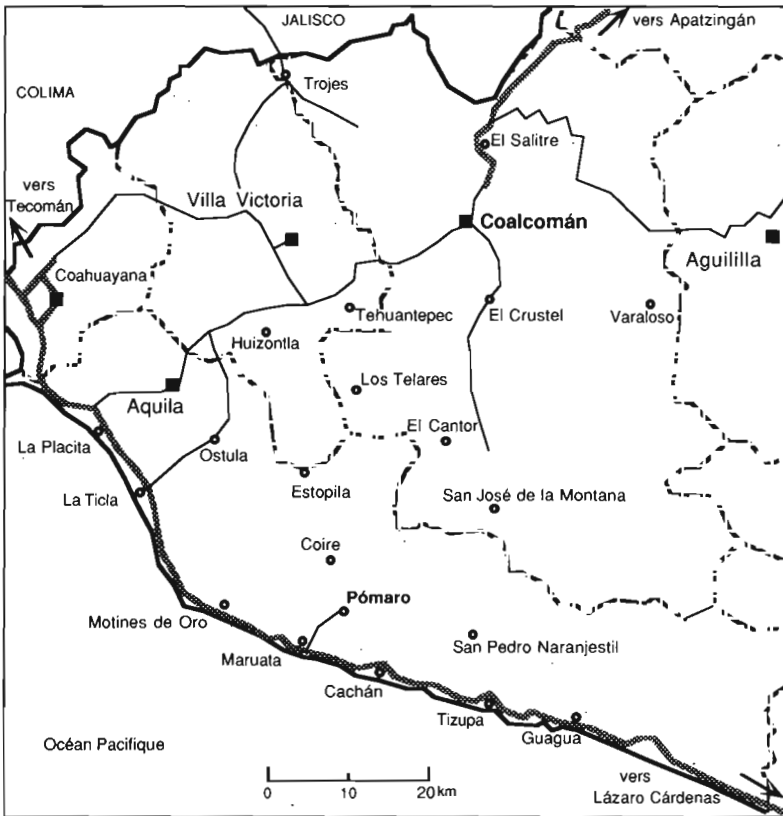 JALISCO
vers Apatzingán
Trojes
COLIMA
El Salitre
vers
Tecomán
Villa Victoria
Coalcomán
Aguililla
Coahuayana
Tehuantepec
El Crustel
Varaloso
Huizontla
Los Telares
Aquila
El Cantor
La Placita
Ostula
Estopila
La Ticla
San José de la Montana
Coire
Pómaro
Motines de Oro
San Pedro Naranjestil
Maruata
Cachán
Tizupa
Guagua
Océan Pacifique
0 10 20 km
vers
Lázaro Cárdenas